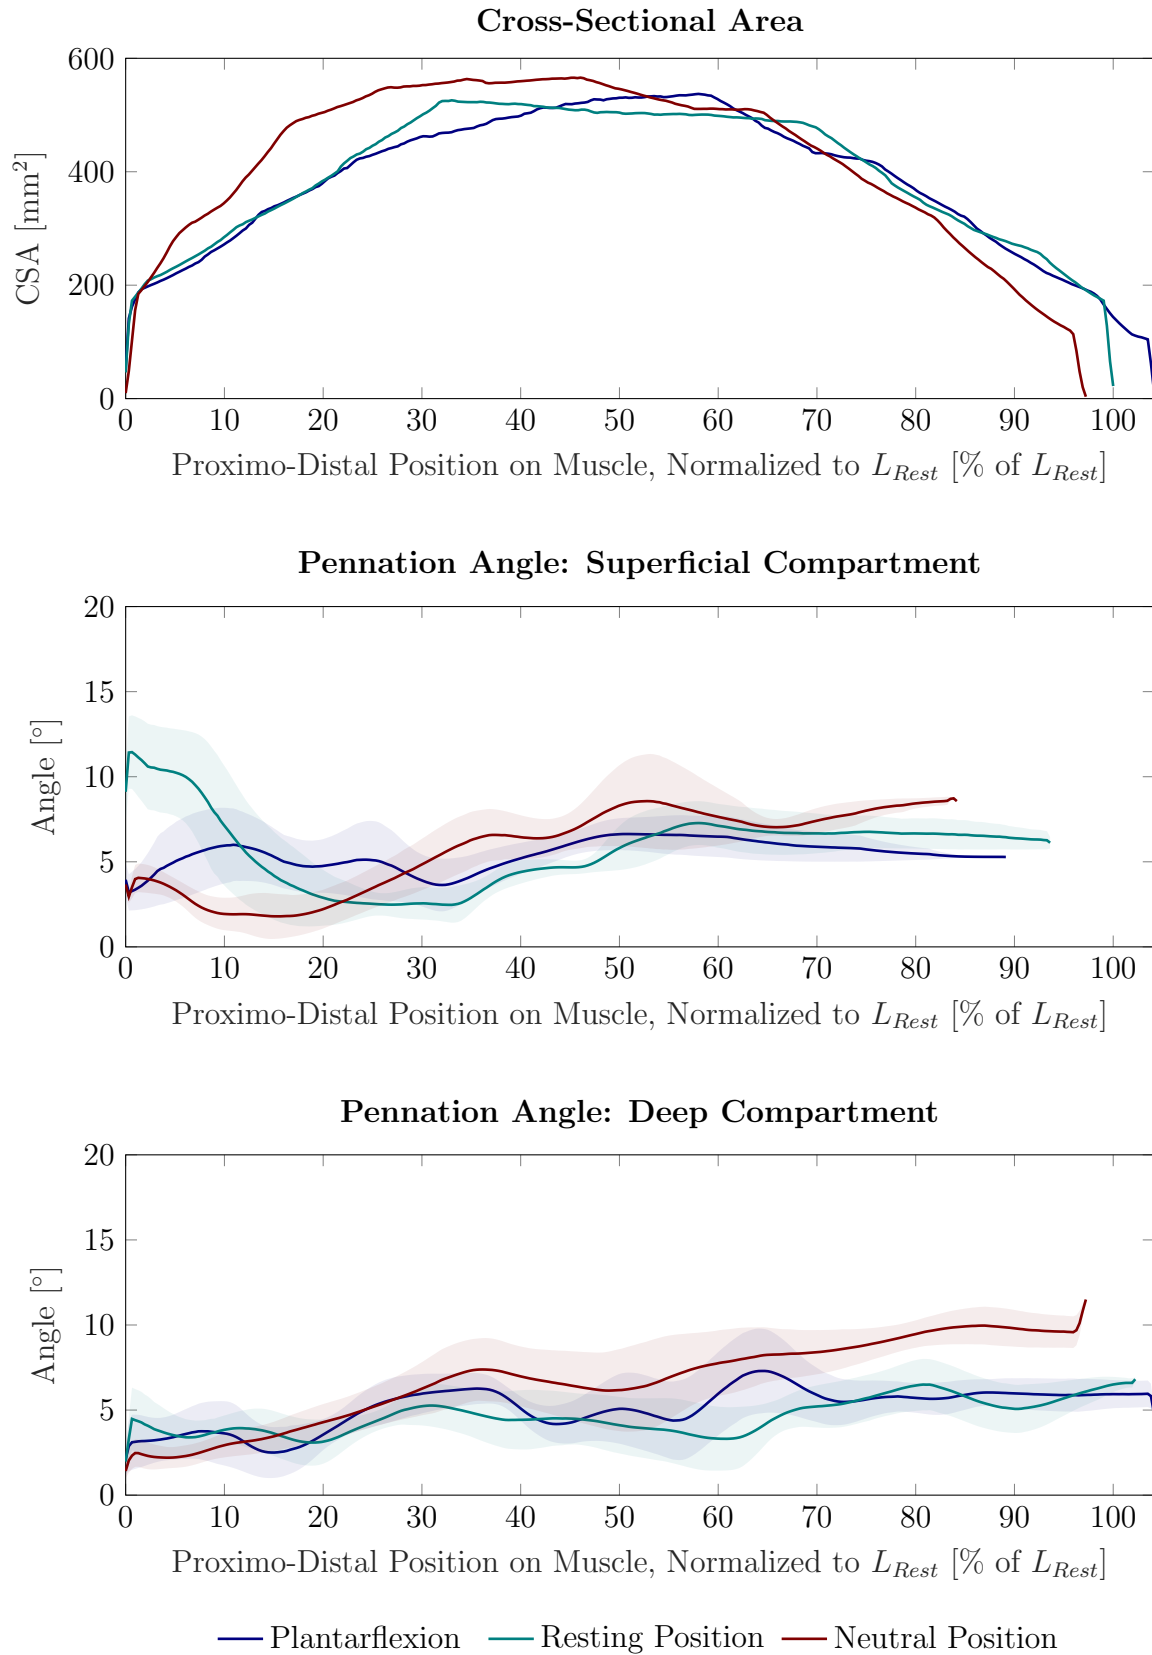 Cross-Sectional Area
600
400
200
0
CSA [mm²]
0 10 20 30 40 50 60 70 80 90 100
Proximo-Distal Position on Muscle, Normalized to L_Rest [% of L_Rest]
Pennation Angle: Superficial Compartment
20
15
10
5
0
Angle [°]
0 10 20 30 40 50 60 70 80 90 100
Proximo-Distal Position on Muscle, Normalized to L_Rest [% of L_Rest]
Pennation Angle: Deep Compartment
20
15
10
5
0
Angle [°]
0 10 20 30 40 50 60 70 80 90 100
Proximo-Distal Position on Muscle, Normalized to L_Rest [% of L_Rest]
Plantarflexion Resting Position Neutral Position